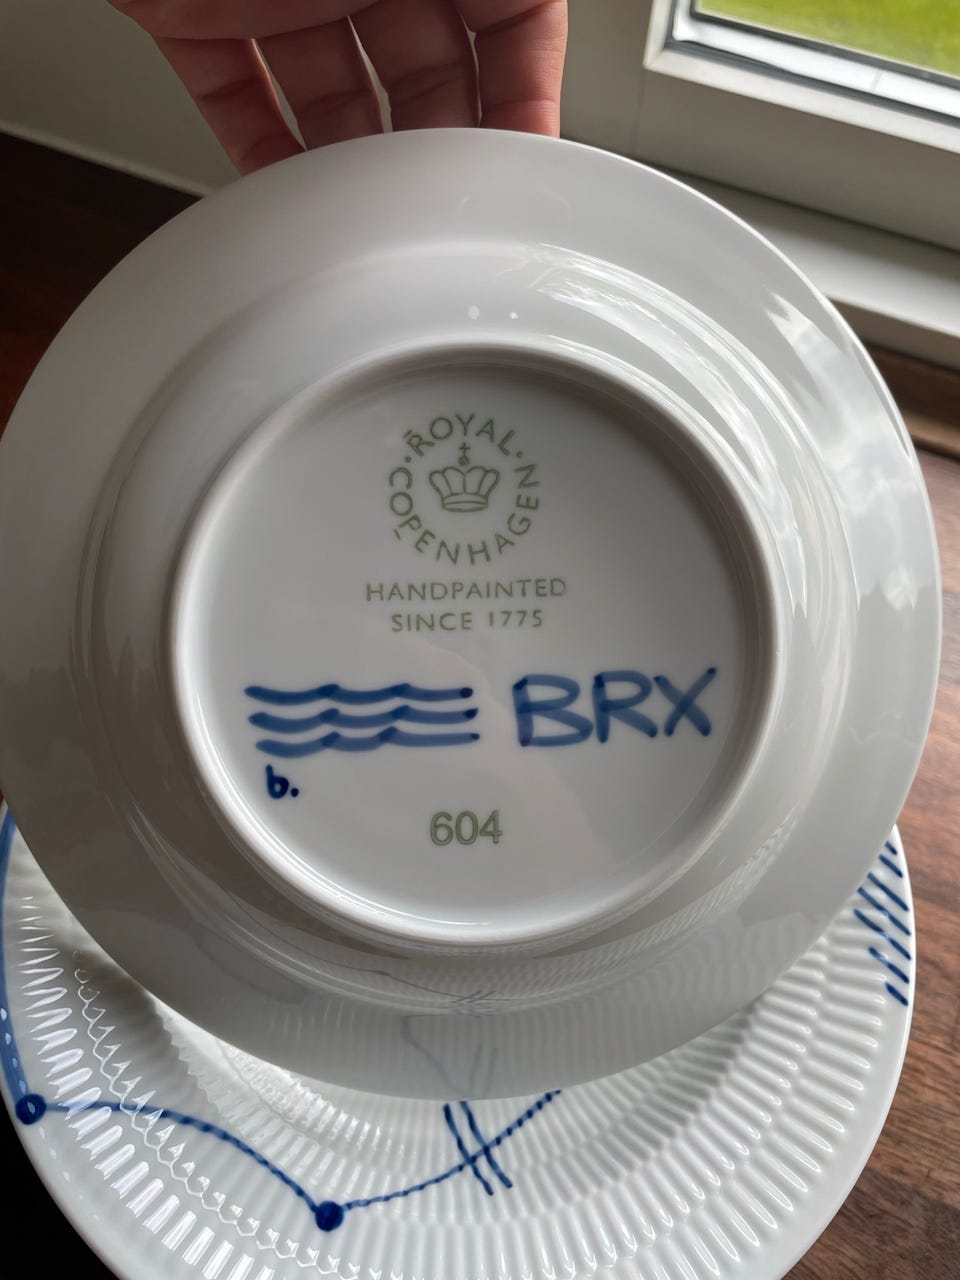 ROYAL · COPENHAGEN ·
HANDPAINTED
SINCE 1775
BRX
b.
604